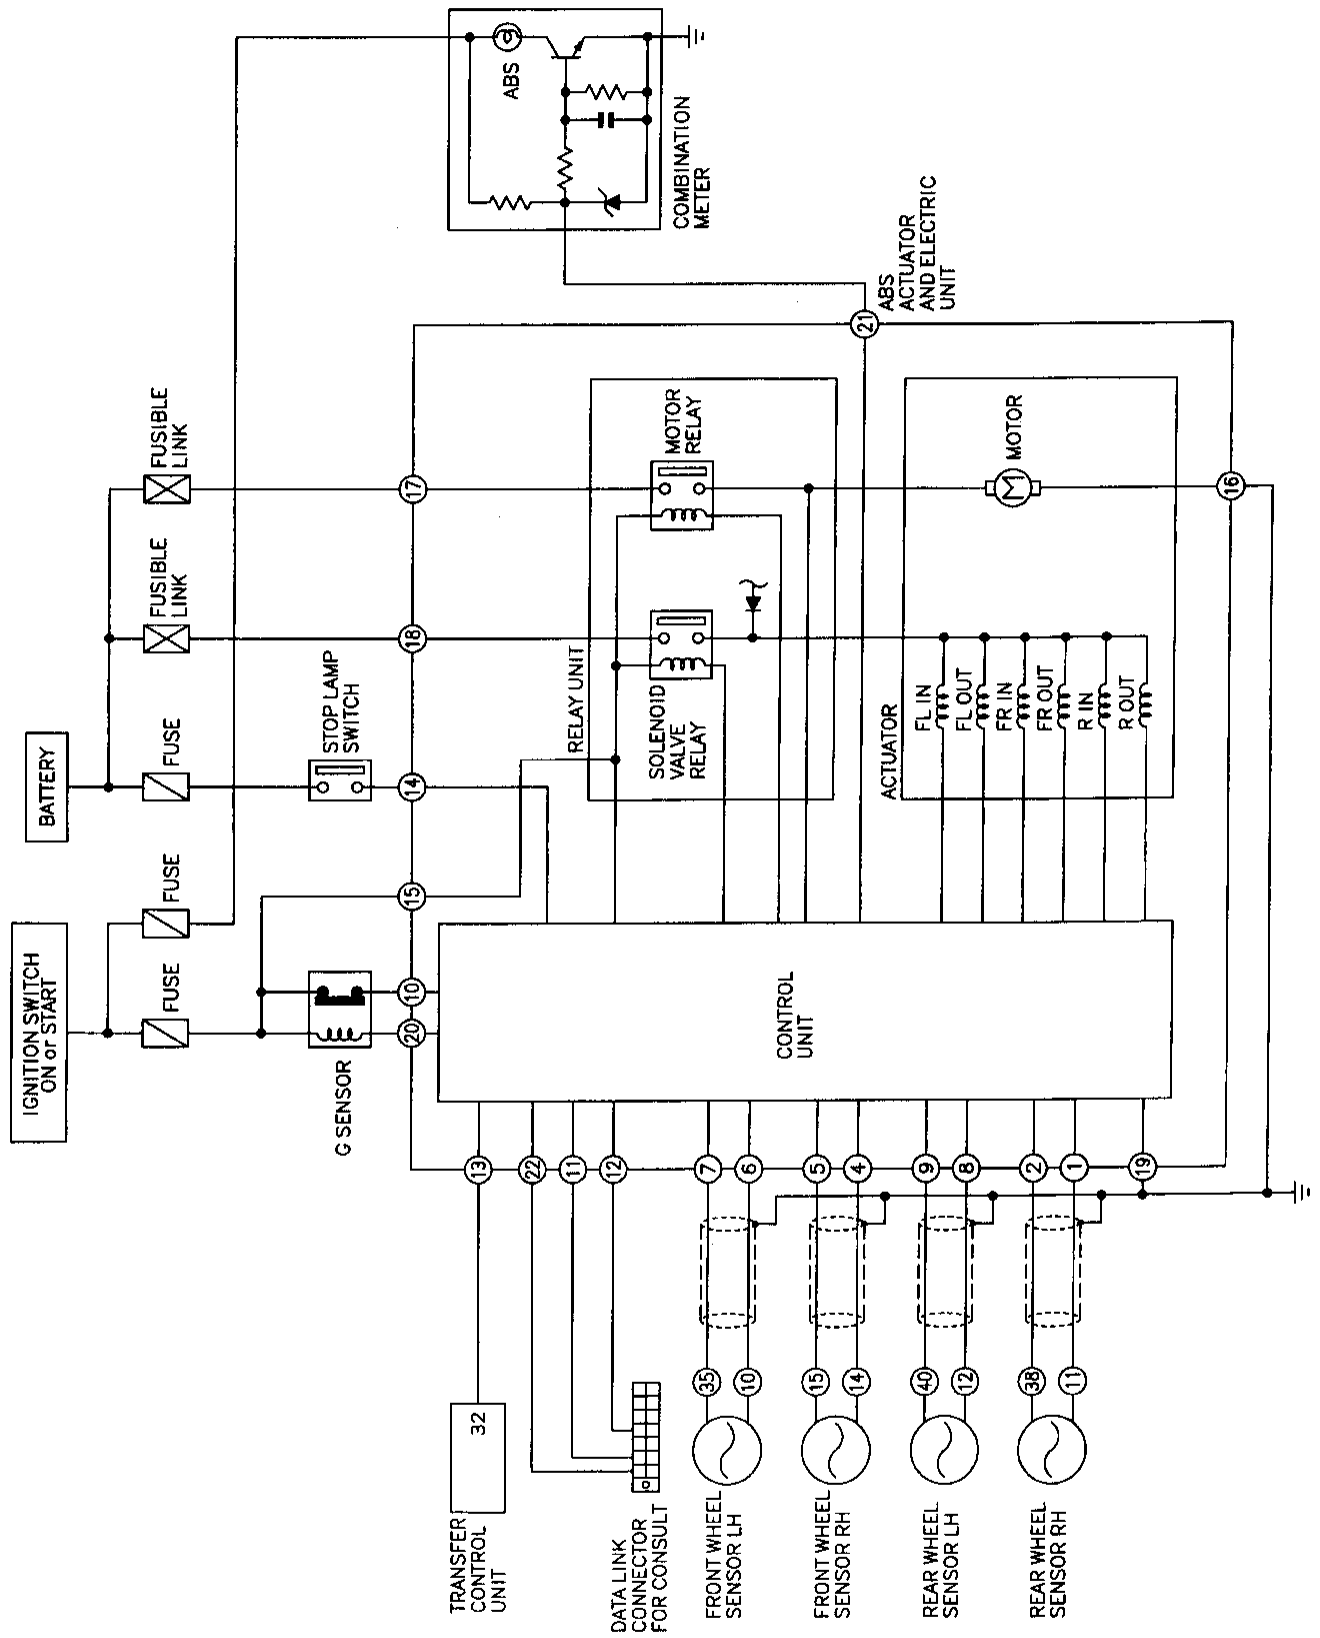 IGNITION SWITCH
ON or START
BATTERY
FUSE
FUSE
FUSE
FUSIBLE
LINK
FUSIBLE
LINK
G SENSOR
STOP LAMP
SWITCH
ABS
COMBINATION
METER
20
10
15
14
18
17
21
ABS
ACTUATOR
AND ELECTRIC
UNIT
RELAY UNIT
SOLENOID
VALVE
RELAY
MOTOR
RELAY
ACTUATOR
FL IN
FL OUT
FR IN
FR OUT
R IN
R OUT
MOTOR
M
16
CONTROL
UNIT
13
22
11
12
7
6
5
4
9
8
2
1
19
35
10
15
14
40
12
38
11
32
TRANSFER
CONTROL
UNIT
DATA LINK
CONNECTOR
FOR CONSULT
FRONT WHEEL
SENSOR LH
FRONT WHEEL
SENSOR RH
REAR WHEEL
SENSOR LH
REAR WHEEL
SENSOR RH